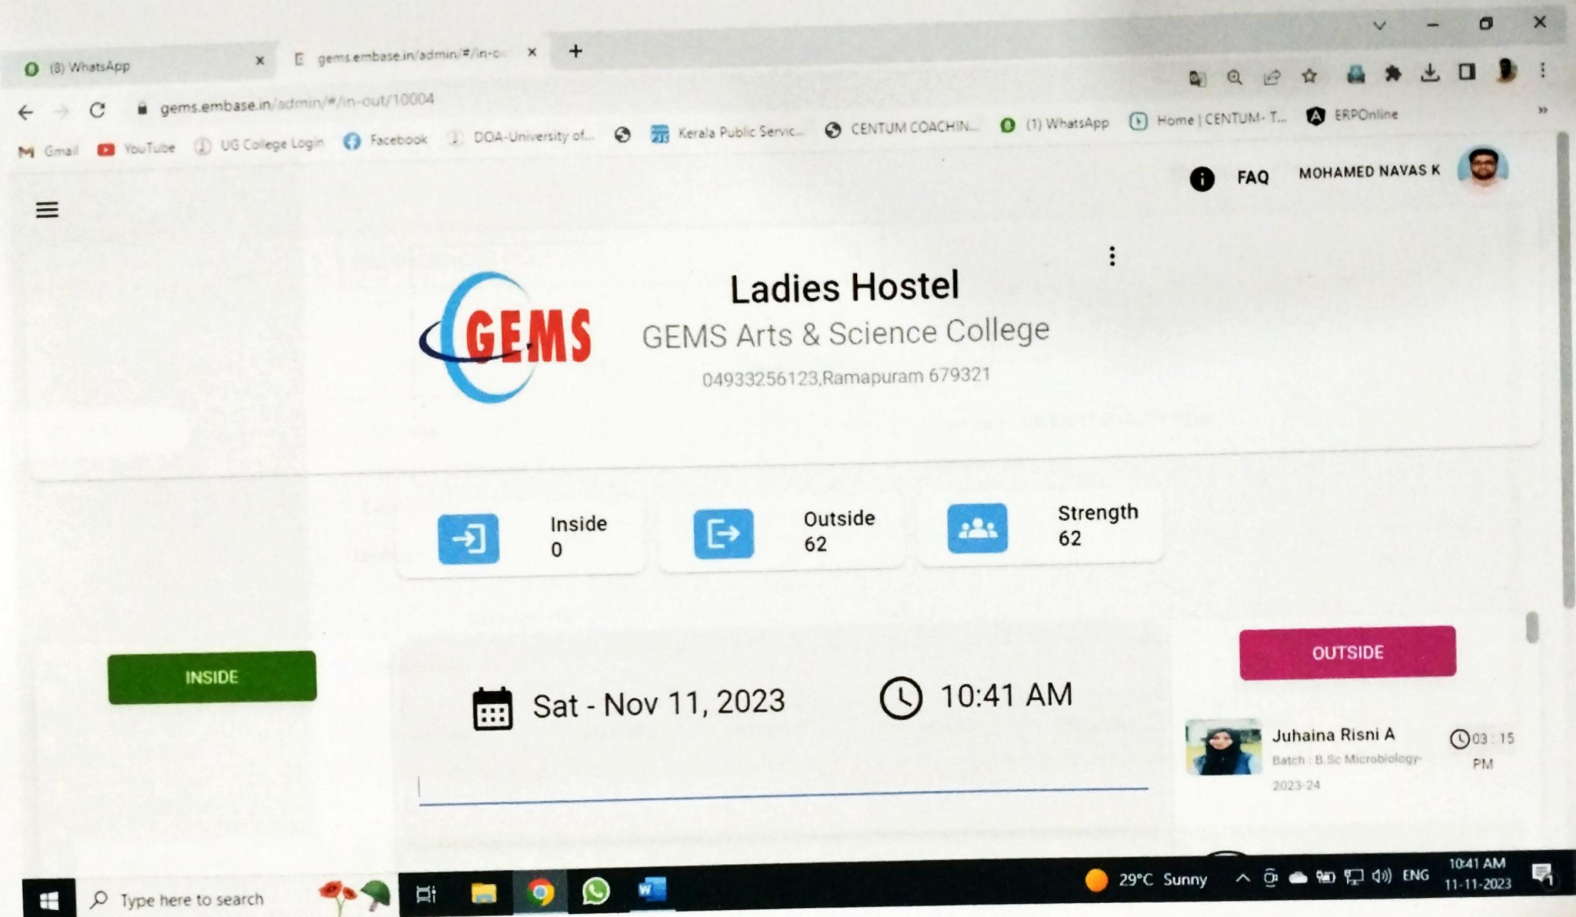 (8) WhatsApp
gems.embase.in/admin/#/in-c
gems.embase.in/admin/#/in-out/10004
Gmail YouTube UG College Login Facebook DOA-University of... Kerala Public Servic... CENTUM COACHIN... (1) WhatsApp Home | CENTUM- T... ERPOnline »
FAQ MOHAMED NAVAS K
GEMS
Ladies Hostel
GEMS Arts & Science College
04933256123,Ramapuram 679321
Inside
0
Outside
62
Strength
62
INSIDE
Sat - Nov 11, 2023
10:41 AM
OUTSIDE
Juhaina Risni A
Batch : B.Sc Microbiology-
2023-24
03 : 15
PM
Type here to search
29°C Sunny
ENG
10:41 AM
11-11-2023
1